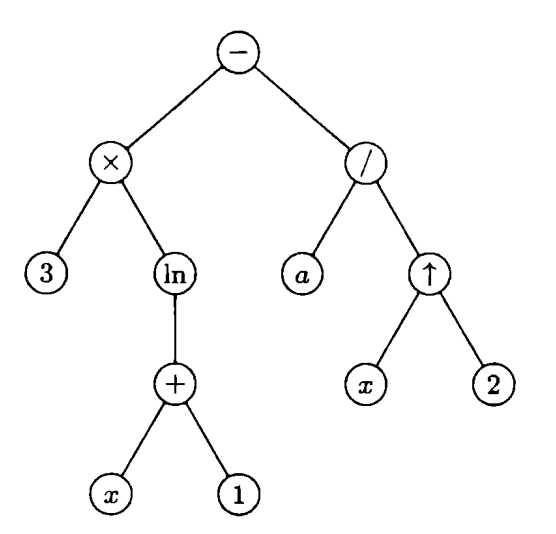 −
× /
3 ln a ↑
+ x 2
x 1